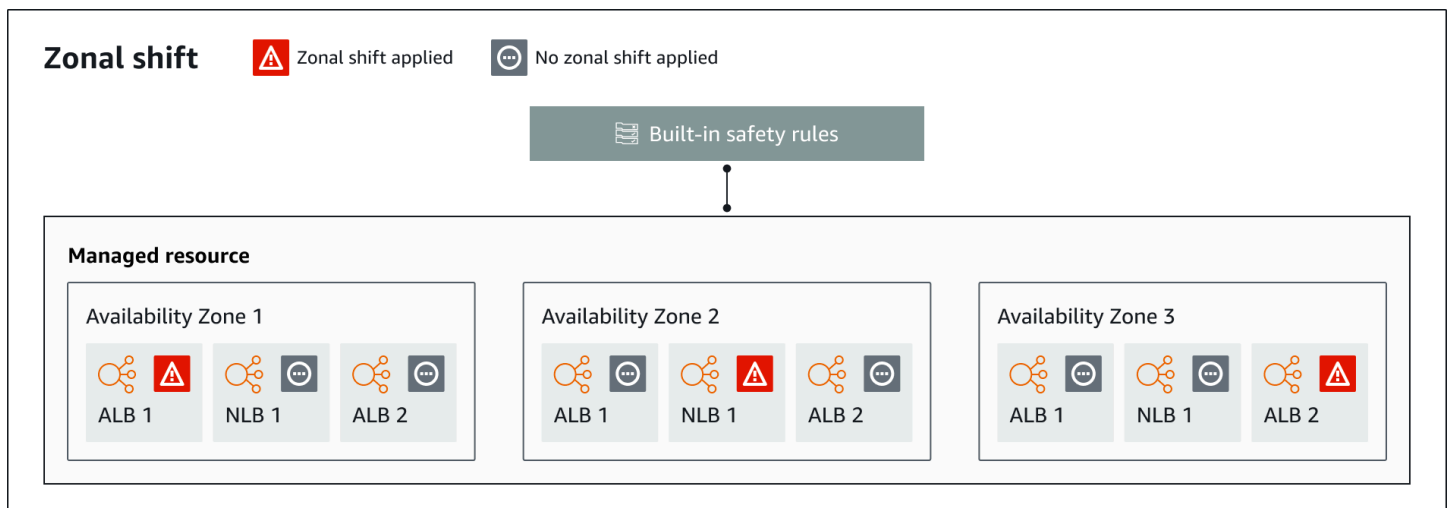 Zonal shift
Zonal shift applied
No zonal shift applied
Built-in safety rules
Managed resource
Availability Zone 1
ALB 1
NLB 1
ALB 2
Availability Zone 2
ALB 1
NLB 1
ALB 2
Availability Zone 3
ALB 1
NLB 1
ALB 2